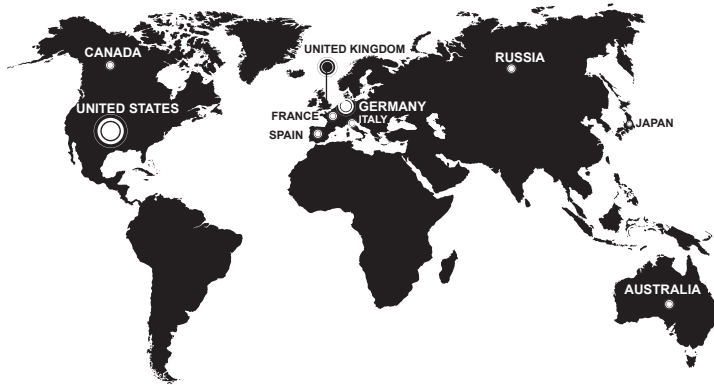 CANADA
UNITED KINGDOM
RUSSIA
UNITED STATES
GERMANY
FRANCE
ITALY
JAPAN
SPAIN
AUSTRALIA